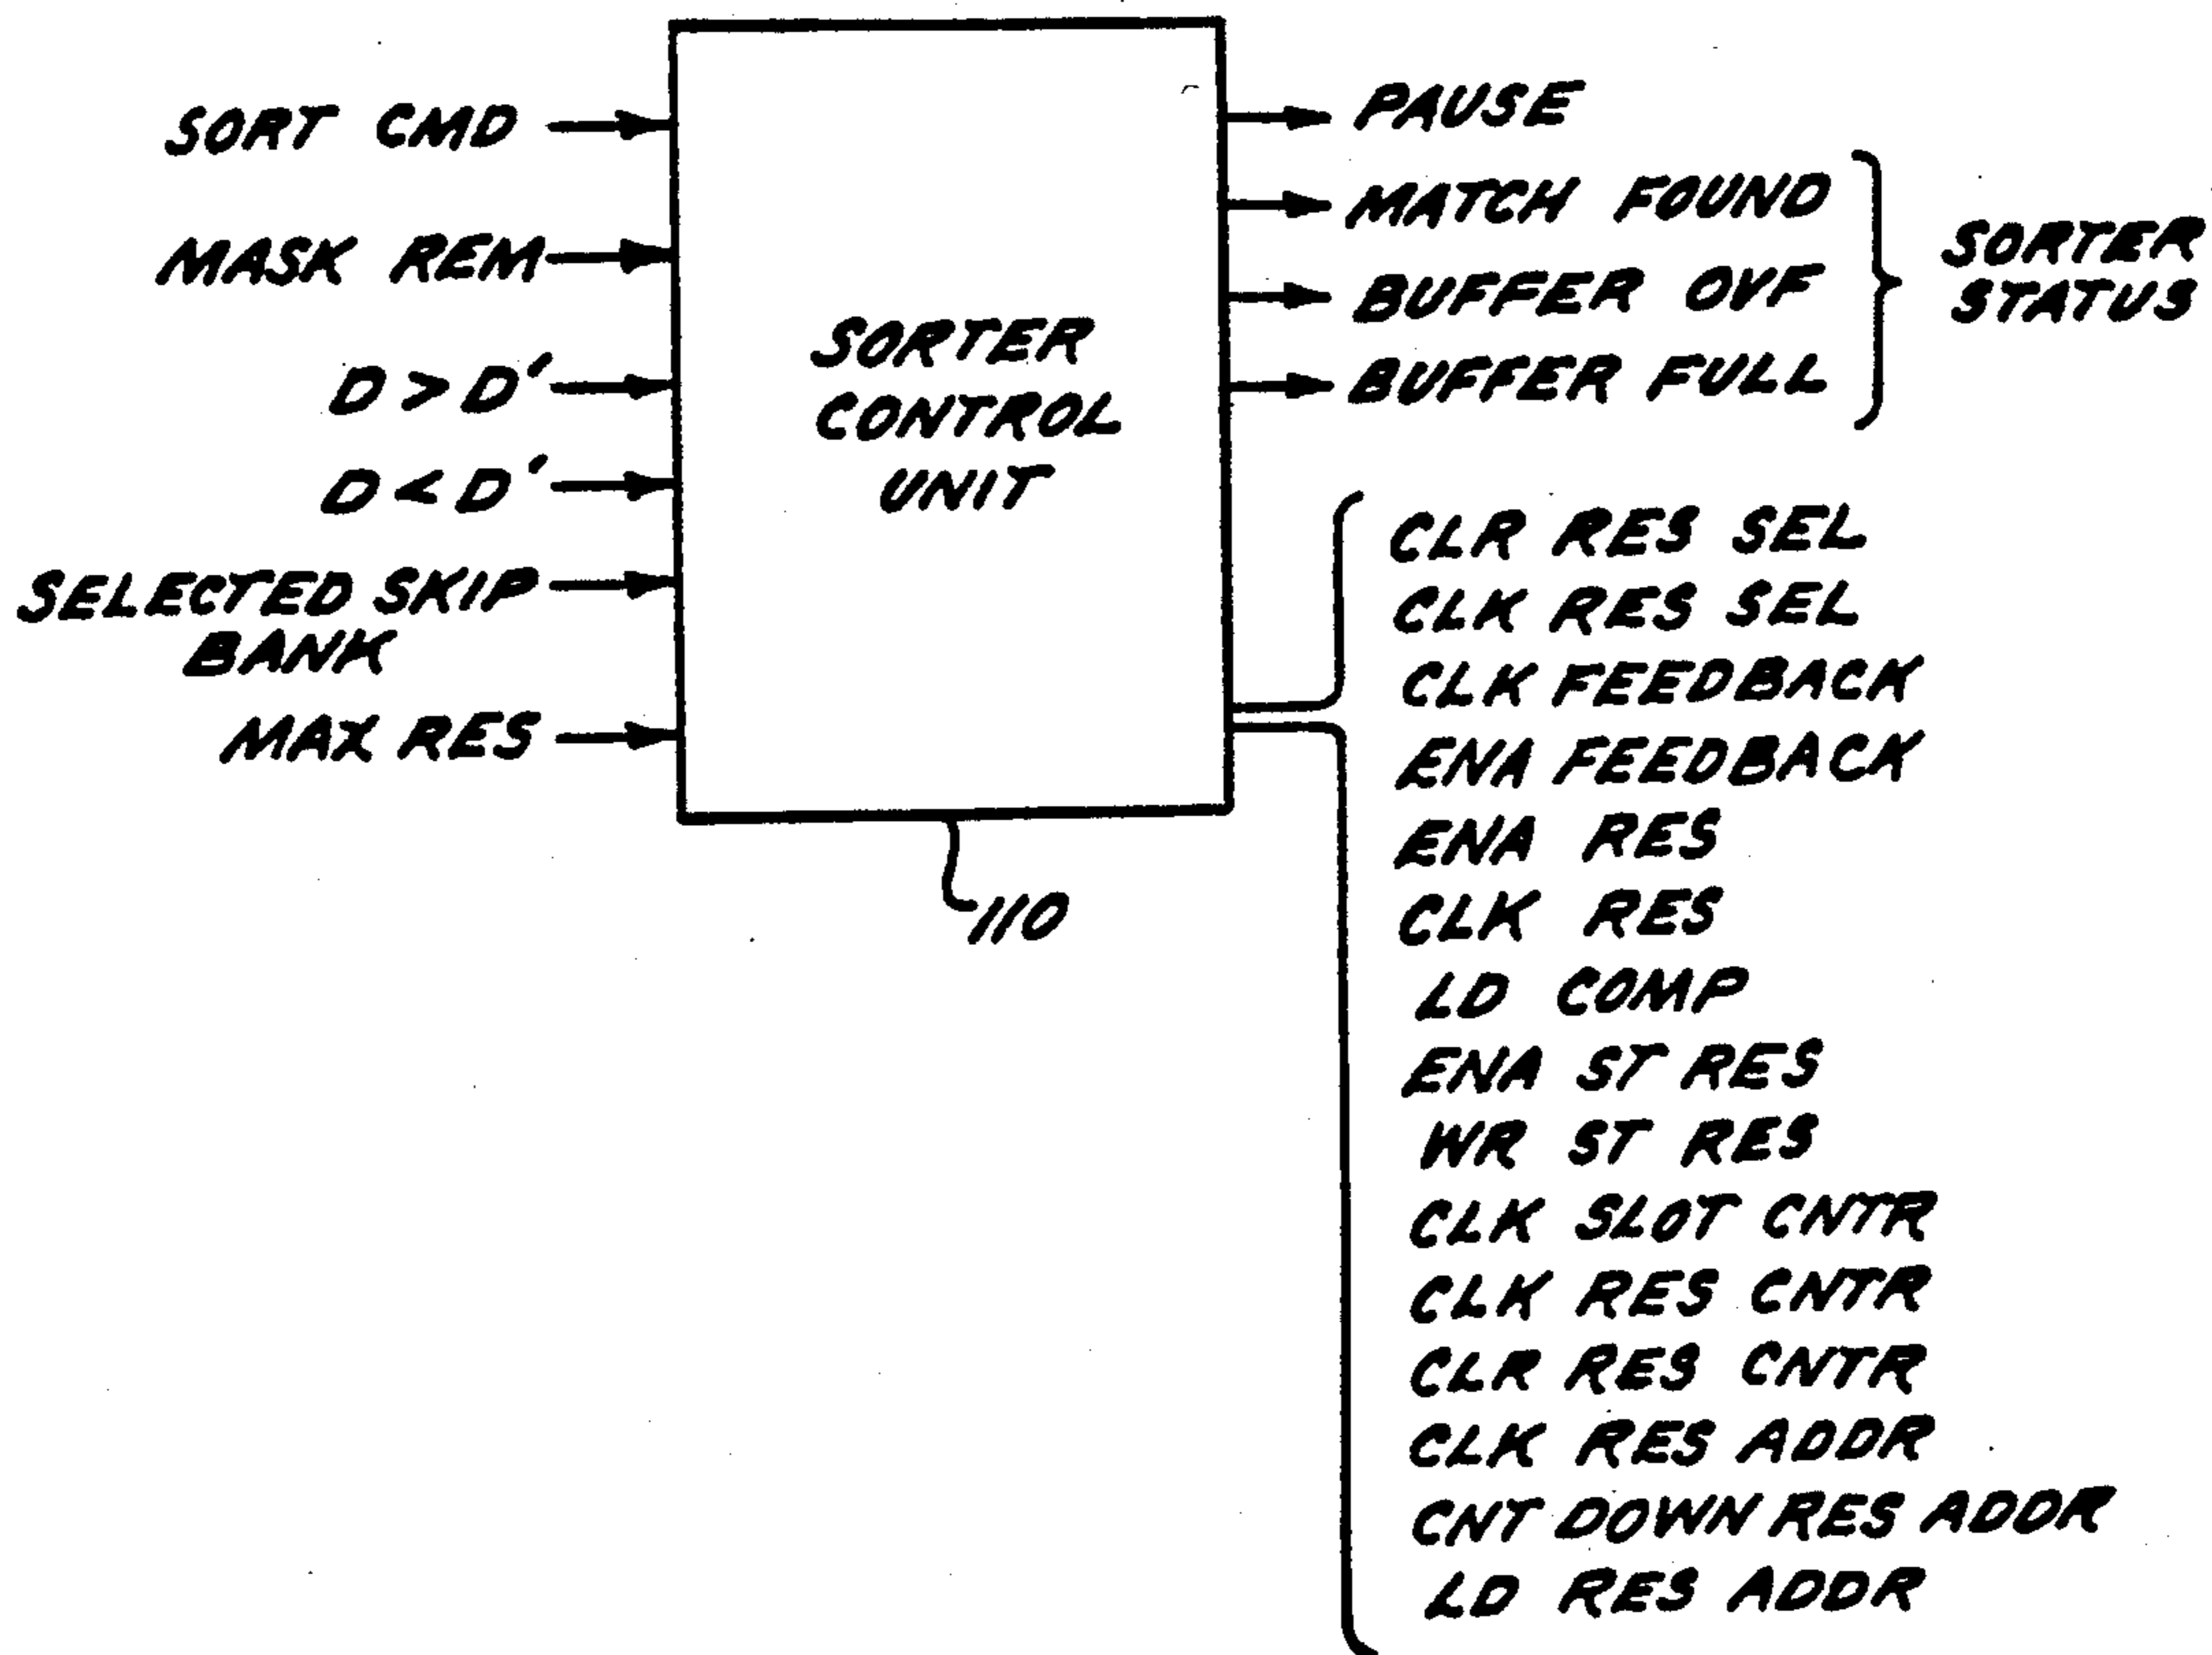 SORT CMD
MASK REM
D > D'
D < D'
SELECTED SKIP
BANK
MAX RES
SORTER
CONTROL
UNIT
110
PAUSE
MATCH FOUND
BUFFER OVF
BUFFER FULL
SORTER
STATUS
CLR RES SEL
CLK RES SEL
CLK FEEDBACK
ENA FEEDBACK
ENA RES
CLK RES
LD COMP
ENA ST RES
WR ST RES
CLK SLOT CNTR
CLK RES CNTR
CLR RES CNTR
CLK RES ADDR
CNT DOWN RES ADDR
LD RES ADDR